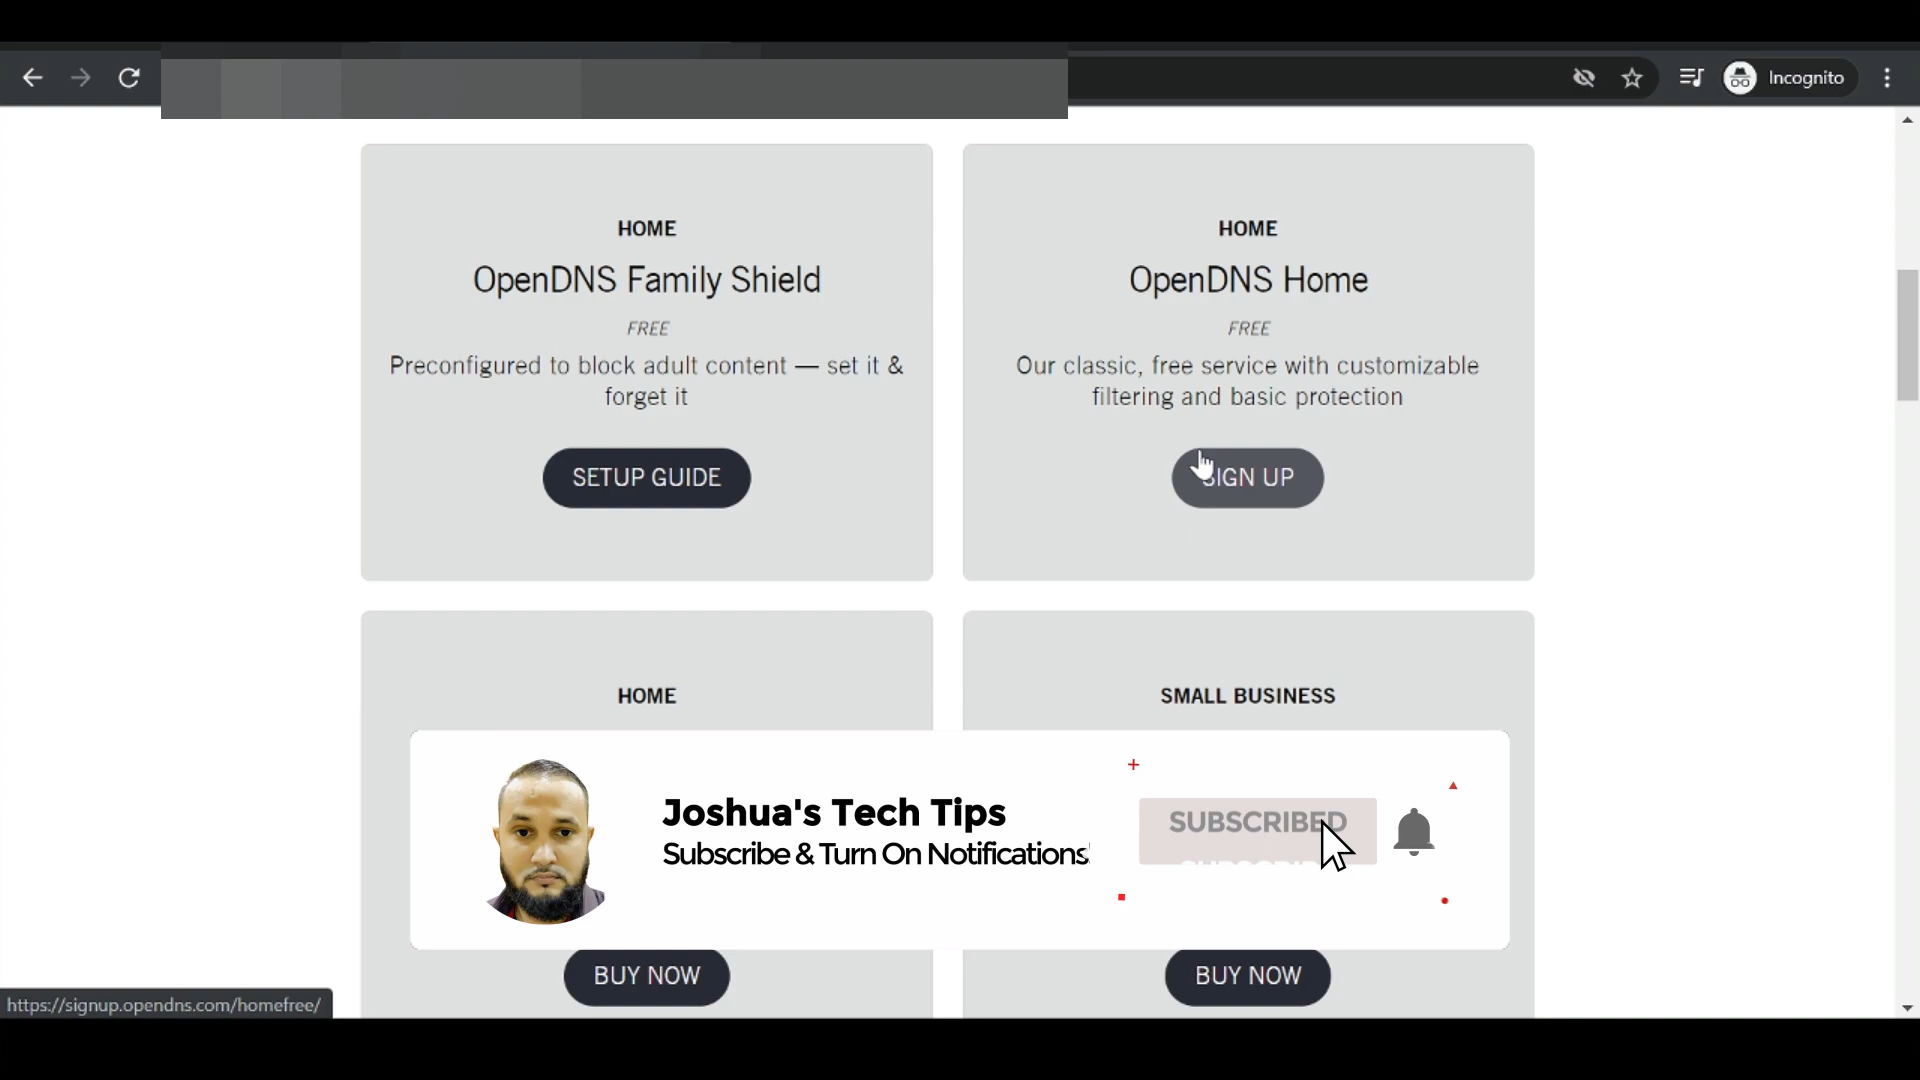 Incognito
HOME
OpenDNS Family Shield
FREE
Preconfigured to block adult content — set it &
forget it
SETUP GUIDE
HOME
OpenDNS Home
FREE
Our classic, free service with customizable
filtering and basic protection
SIGN UP
HOME
SMALL BUSINESS
Joshua's Tech Tips
Subscribe & Turn On Notifications!
SUBSCRIBED
BUY NOW
BUY NOW
https://signup.opendns.com/homefree/